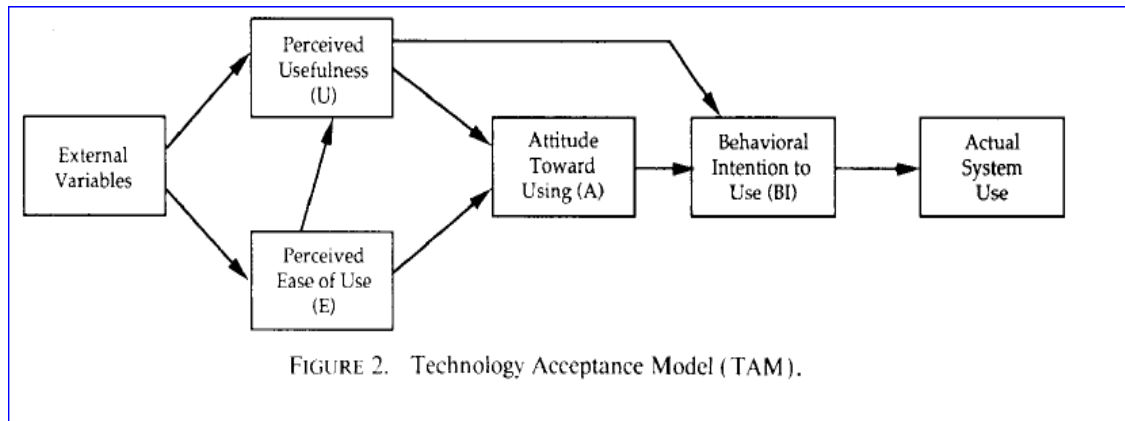 External
Variables
Perceived
Usefulness
(U)
Perceived
Ease of Use
(E)
Attitude
Toward
Using (A)
Behavioral
Intention to
Use (BI)
Actual
System
Use
FIGURE 2. Technology Acceptance Model (TAM).